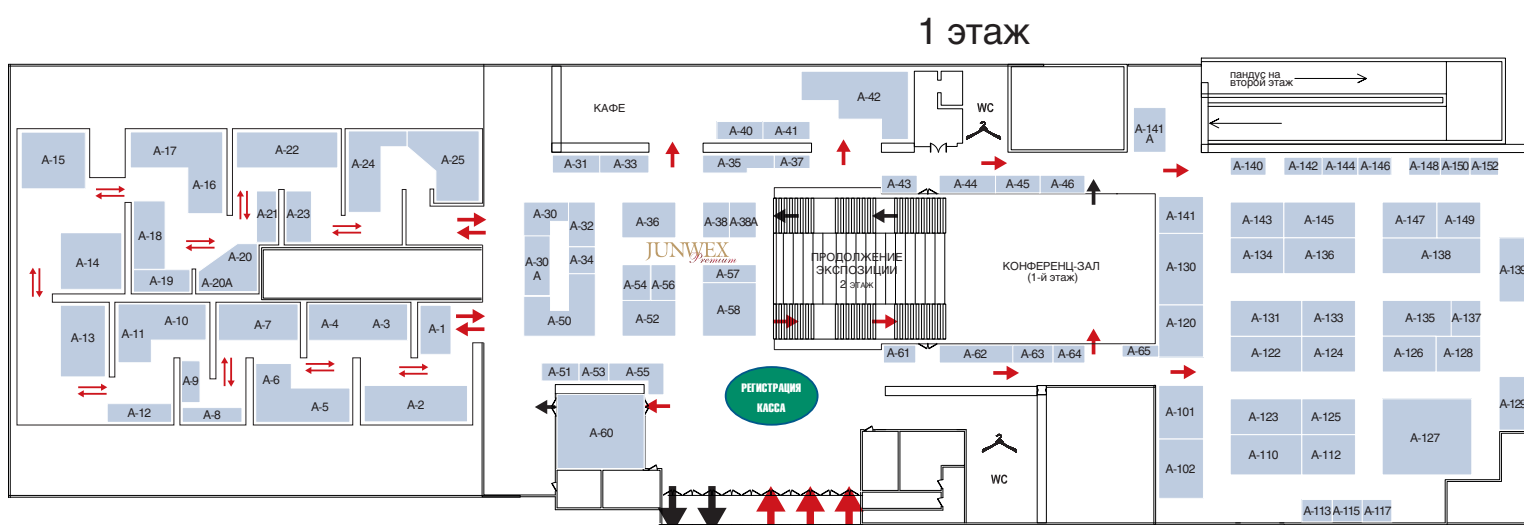 1 этаж
пандус на
второй этаж
КАФЕ
WC
A-42
A-40
A-41
A-141
A
A-15
A-17
A-16
A-22
A-24
A-25
A-31
A-33
A-35
A-37
A-140
A-142
A-144
A-146
A-148
A-150
A-152
A-43
A-44
A-45
A-46
A-18
A-21
A-23
A-30
A-32
A-36
A-38
A-38A
A-141
A-143
A-145
A-147
A-149
A-14
A-19
A-20
A-20A
A-30
A
A-34
JUNWEX
Premium
A-54
A-56
A-57
A-58
ПРОДОЛЖЕНИЕ
ЭКСПОЗИЦИИ
2 ЭТАЖ
КОНФЕРЕНЦ-ЗАЛ
(1-й этаж)
A-130
A-134
A-136
A-138
A-139
A-13
A-11
A-10
A-7
A-4
A-3
A-1
A-50
A-52
A-120
A-131
A-133
A-135
A-137
A-61
A-62
A-63
A-64
A-65
A-122
A-124
A-126
A-128
A-9
A-6
A-51
A-53
A-55
РЕГИСТРАЦИЯ
КАССА
A-12
A-8
A-5
A-2
A-60
A-101
A-123
A-125
A-127
A-129
A-102
A-110
A-112
WC
A-113
A-115
A-117